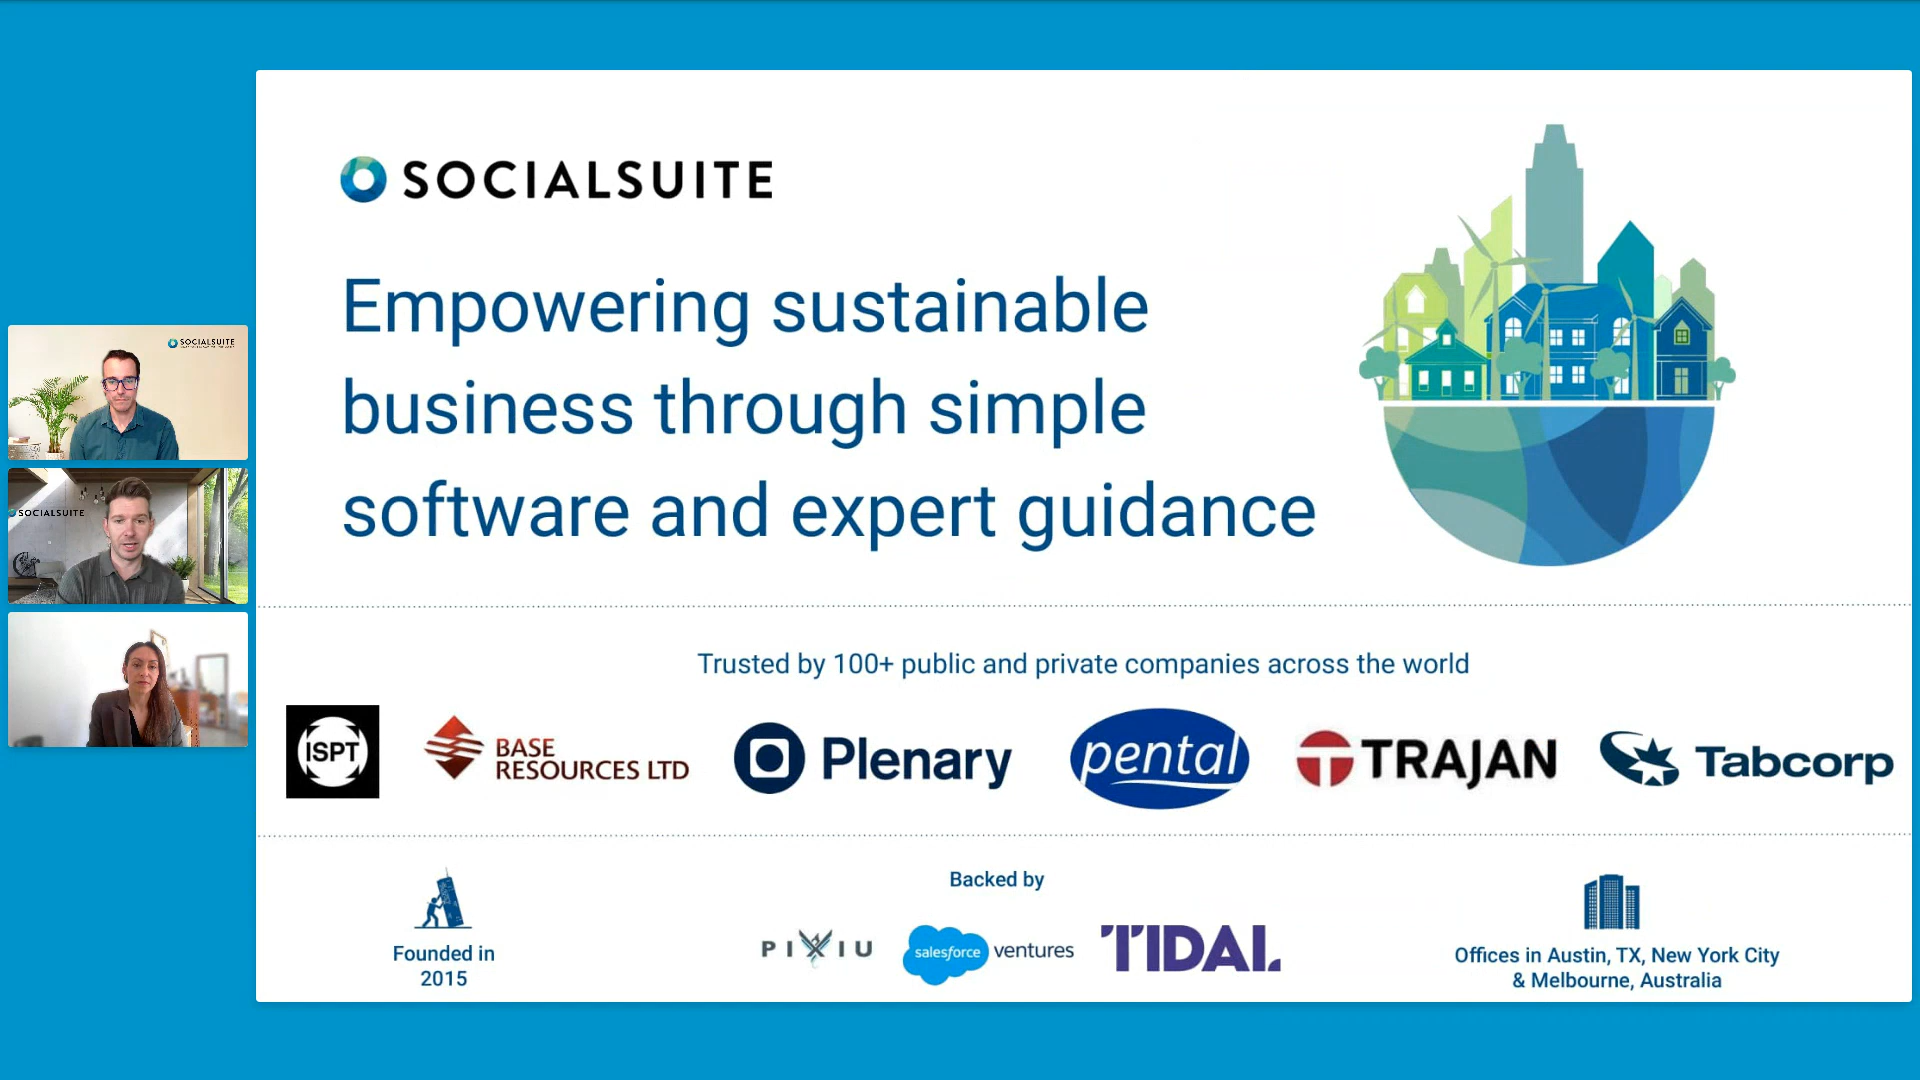 SOCIALSUITE
Empowering sustainable
business through simple
software and expert guidance
SOCIALSUITE
SOCIALSUITE
Trusted by 100+ public and private companies across the world
ISPT
BASE
RESOURCES LTD
Plenary
pental
TRAJAN
Tabcorp
Founded in
2015
Backed by
PIXIU
salesforce ventures
TIDAL
Offices in Austin, TX, New York City
& Melbourne, Australia